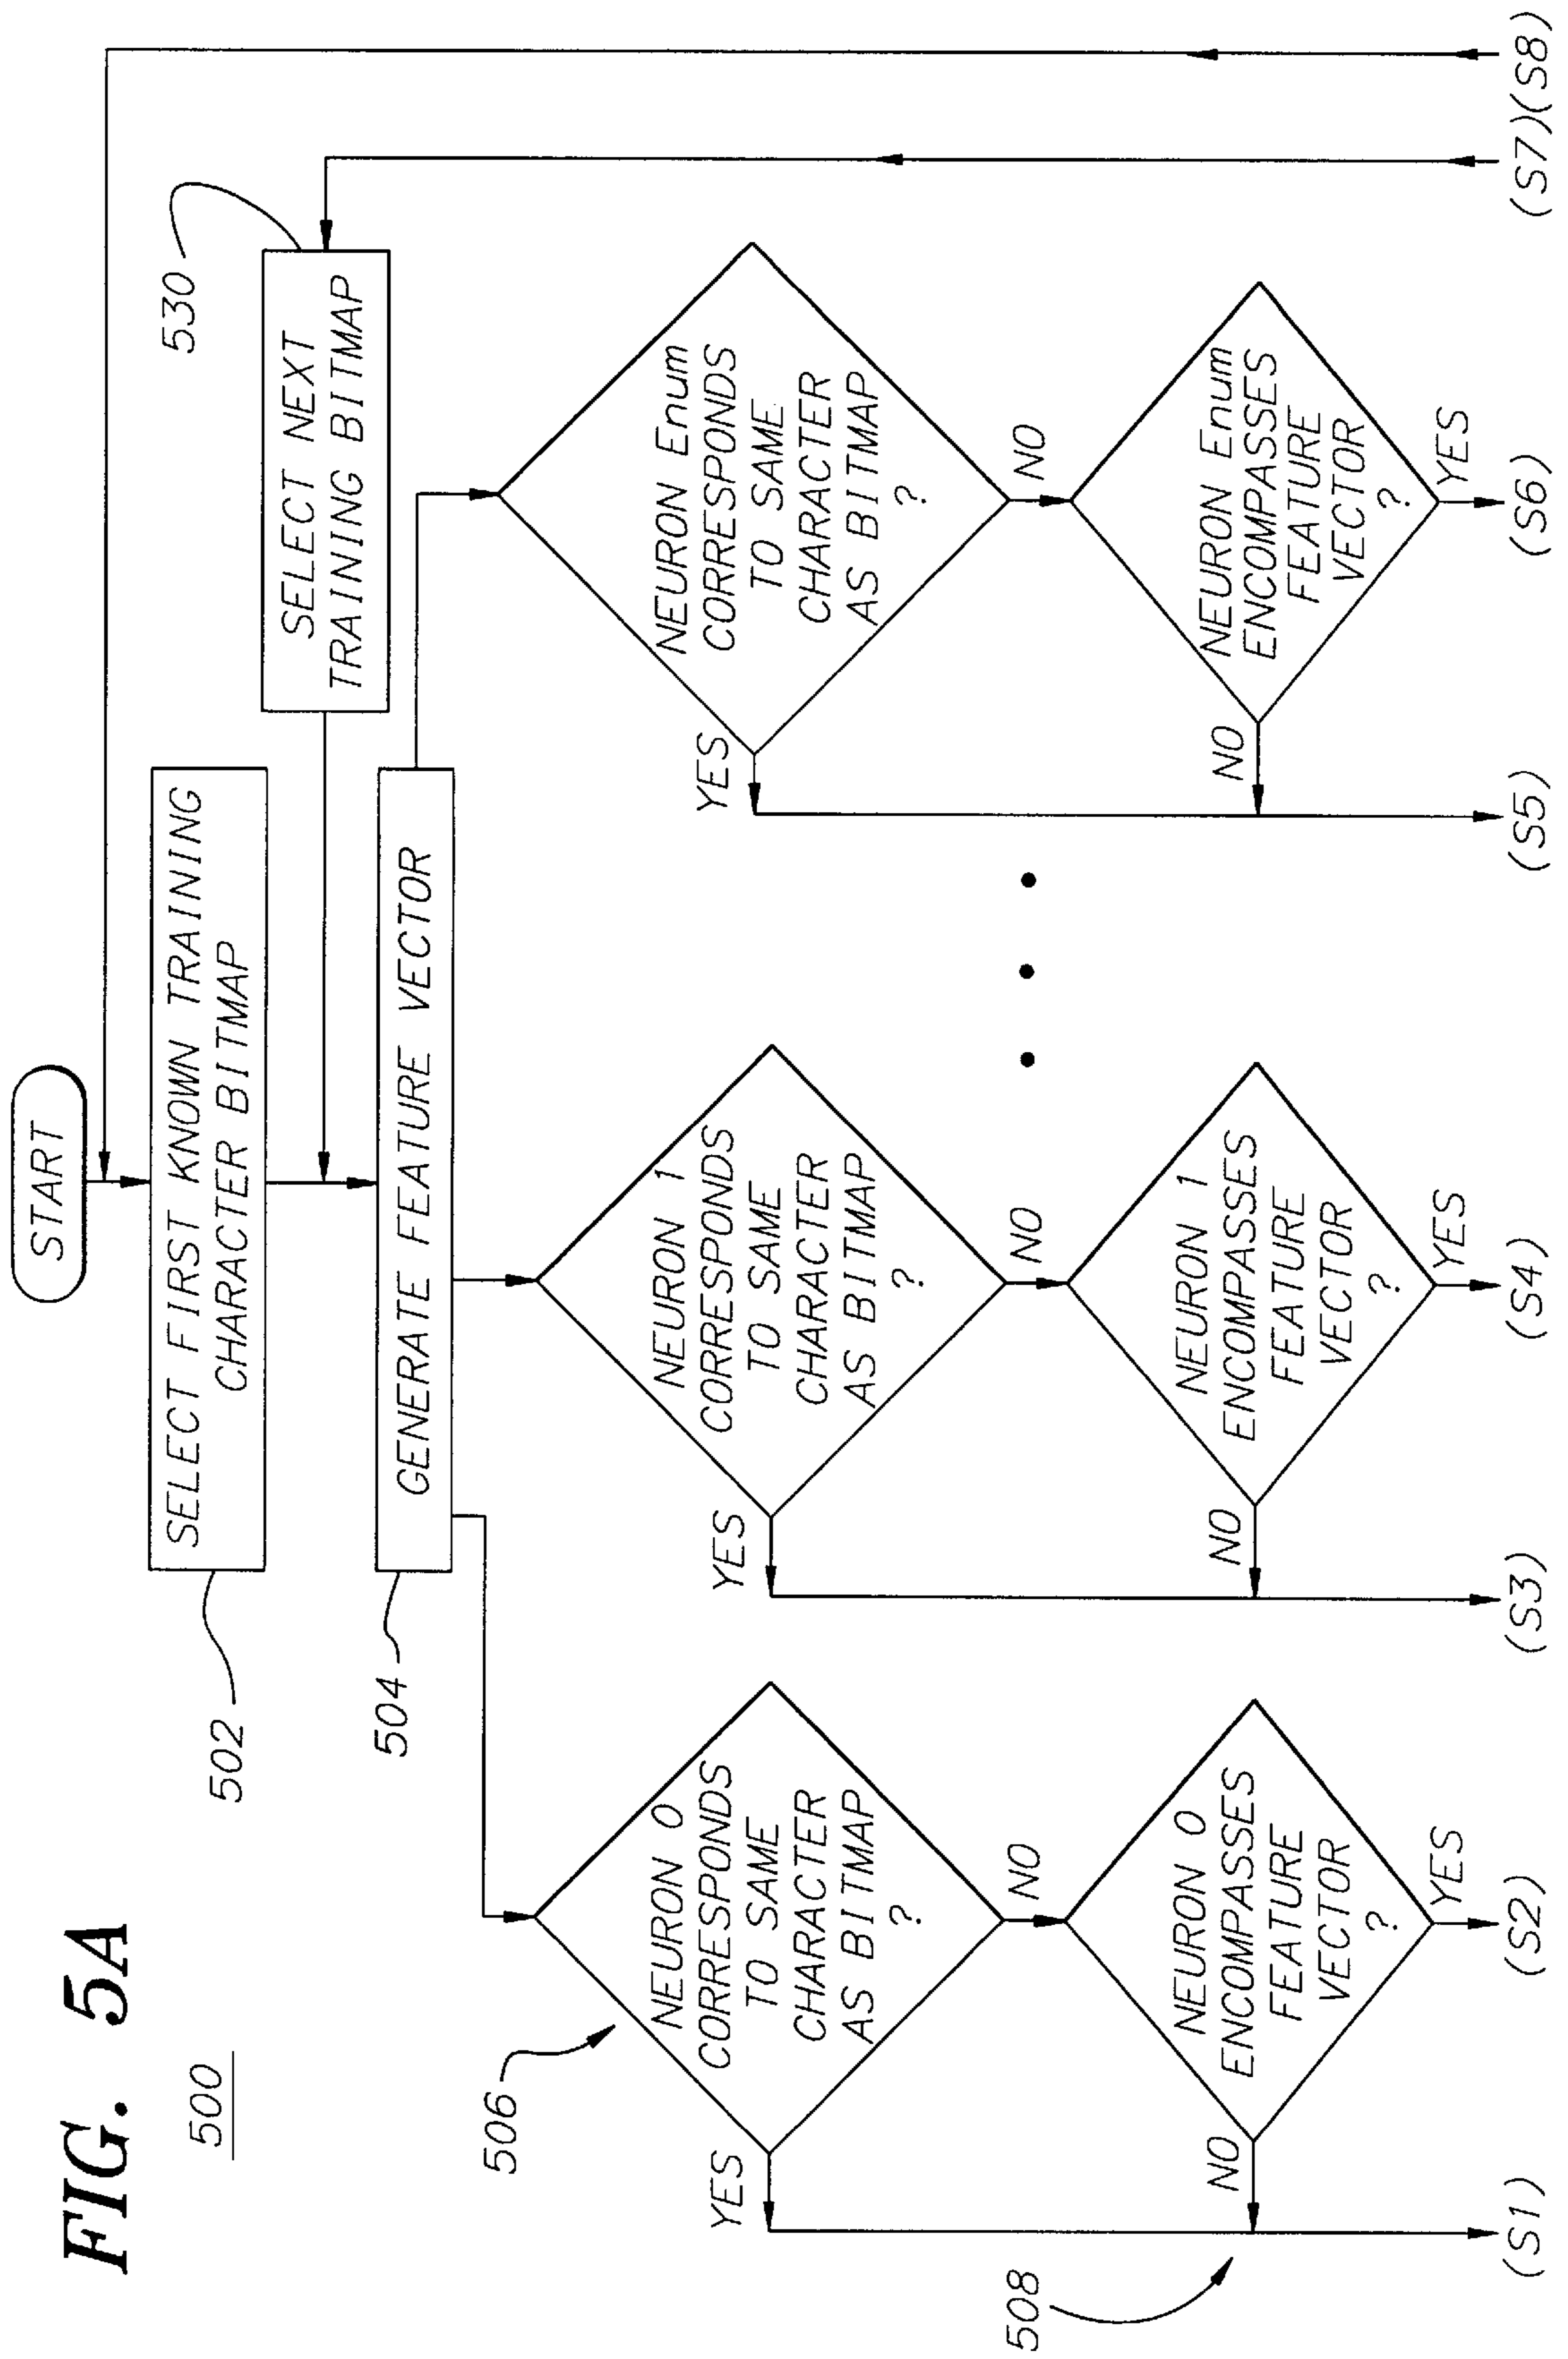 FIG. 5A
500
START
SELECT FIRST KNOWN TRAINING
CHARACTER BITMAP
502
SELECT NEXT
TRAINING BITMAP
530
GENERATE FEATURE VECTOR
504
NEURON 0
CORRESPONDS
TO SAME
CHARACTER
AS BITMAP
?
506
YES
NO
NEURON 1
CORRESPONDS
TO SAME
CHARACTER
AS BITMAP
?
YES
NO
NEURON Enum
CORRESPONDS
TO SAME
CHARACTER
AS BITMAP
?
YES
NO
NEURON 0
ENCOMPASSES
FEATURE
VECTOR
?
508
NO
YES
NEURON 1
ENCOMPASSES
FEATURE
VECTOR
?
NO
YES
NEURON Enum
ENCOMPASSES
FEATURE
VECTOR
?
NO
YES
(S1)
(S2)
(S3)
(S4)
(S5)
(S6)
(S7)(S8)